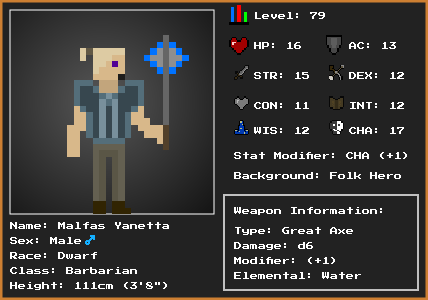 Level: 79
HP: 16
AC: 13
STR: 15
DEX: 12
CON: 11
INT: 12
WIS: 12
CHA: 17
Stat Modifier: CHA (+1)
Background: Folk Hero
Name: Malfas Yanetta
Sex: Male♂
Race: Dwarf
Class: Barbarian
Height: 111cm (3'8")
Weapon Information:
Type: Great Axe
Damage: d6
Modifier: (+1)
Elemental: Water